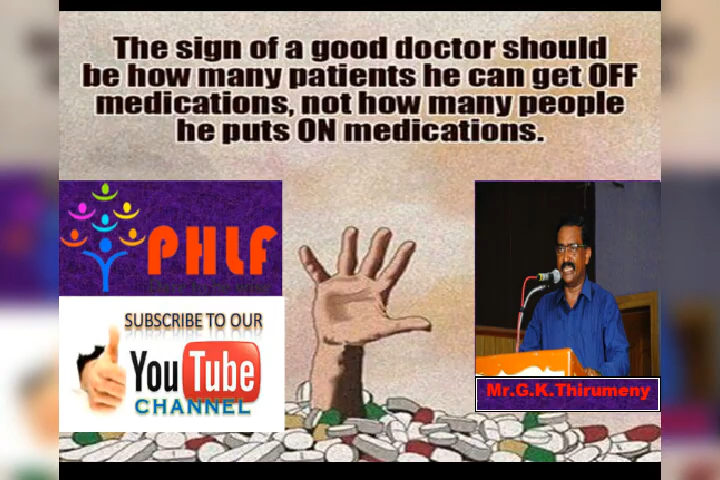 The sign of a good doctor should
be how many patients he can get OFF
medications, not how many people
he puts ON medications.
PHLF
SUBSCRIBE TO OUR
YouTube
CHANNEL
Mr.G.K.Thirumeny